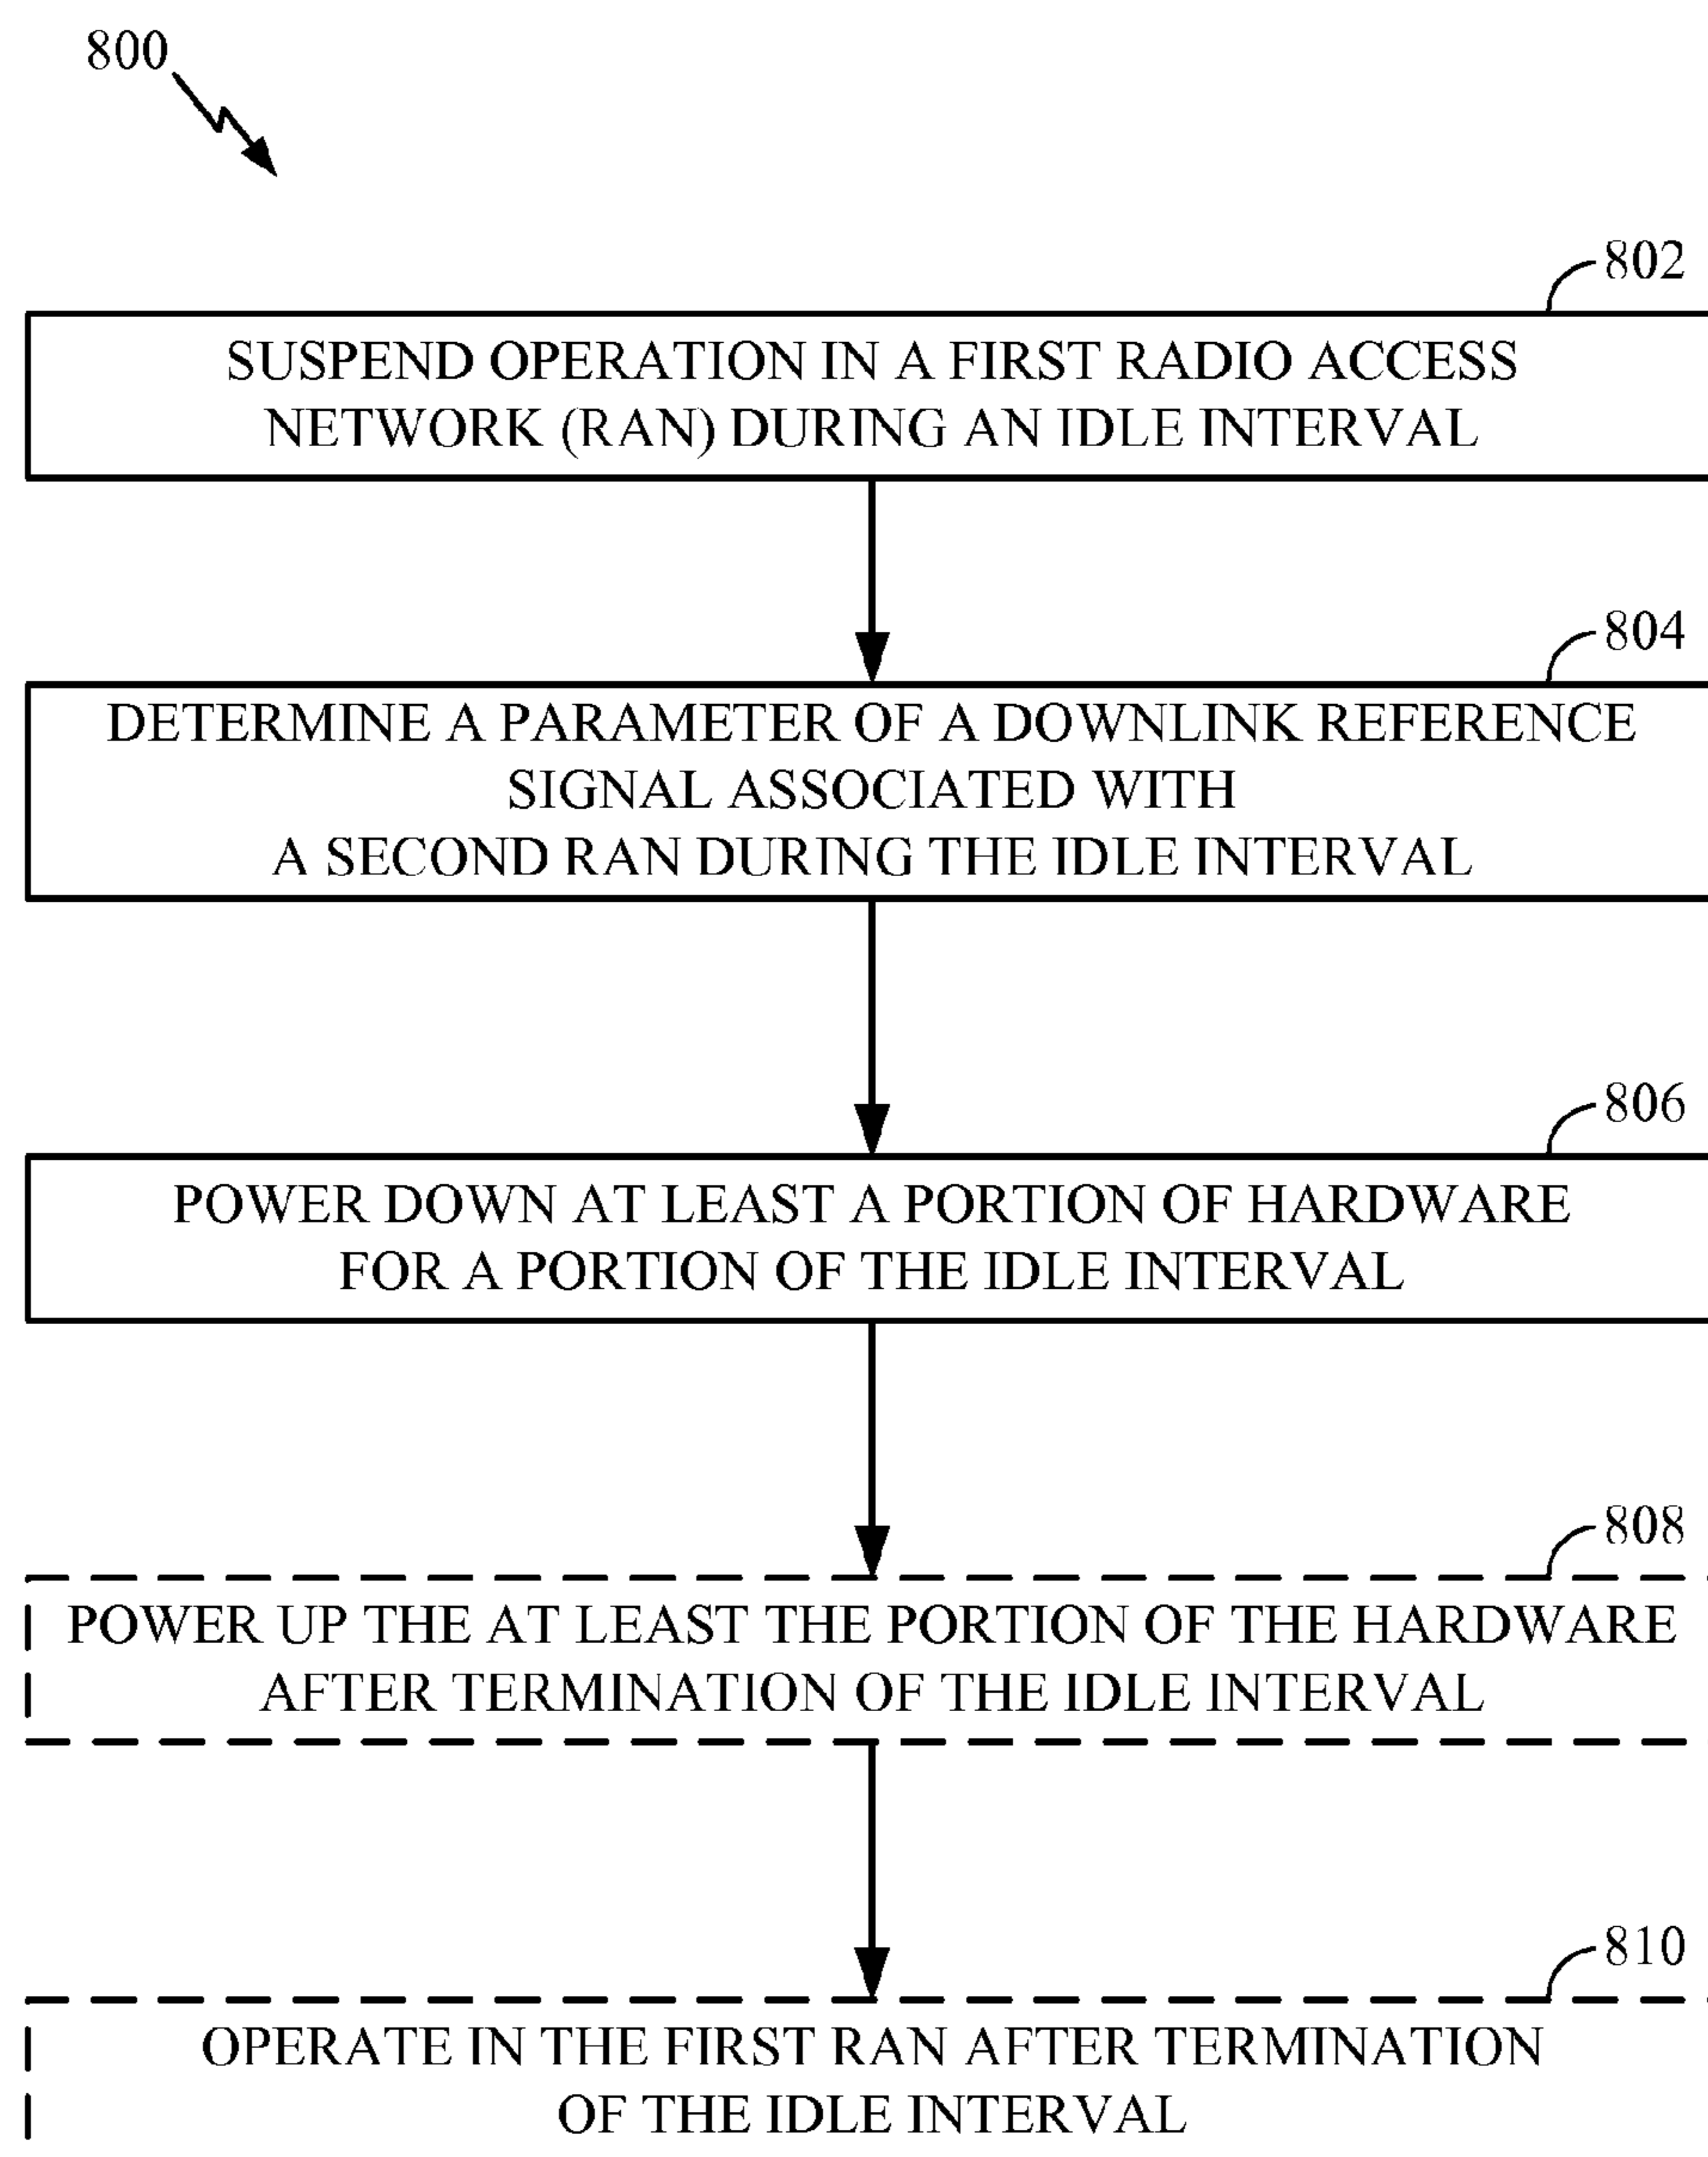 800
802
SUSPEND OPERATION IN A FIRST RADIO ACCESS
NETWORK (RAN) DURING AN IDLE INTERVAL
804
DETERMINE A PARAMETER OF A DOWNLINK REFERENCE
SIGNAL ASSOCIATED WITH
A SECOND RAN DURING THE IDLE INTERVAL
806
POWER DOWN AT LEAST A PORTION OF HARDWARE
FOR A PORTION OF THE IDLE INTERVAL
808
POWER UP THE AT LEAST THE PORTION OF THE HARDWARE
AFTER TERMINATION OF THE IDLE INTERVAL
810
OPERATE IN THE FIRST RAN AFTER TERMINATION
OF THE IDLE INTERVAL